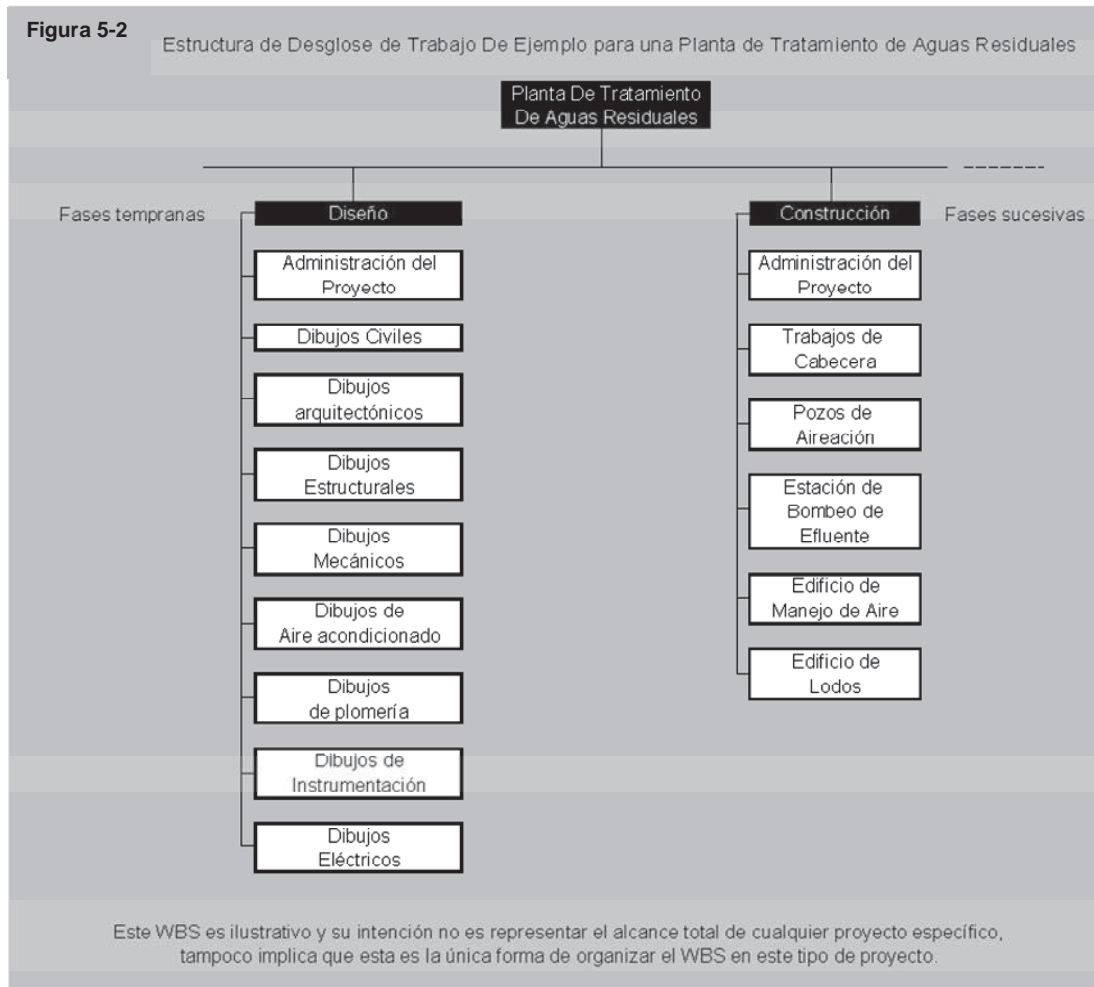 Figura 5-2
Estructura de Desglose de Trabajo De Ejemplo para una Planta de Tratamiento de Aguas Residuales
Planta De Tratamiento
De Aguas Residuales
Fases tempranas
Diseño
Construcción
Fases sucesivas
Administración del
Proyecto
Dibujos Civiles
Dibujos
arquitectónicos
Dibujos
Estructurales
Dibujos
Mecánicos
Dibujos de
Aire acondicionado
Dibujos
de plomería
Dibujos de
Instrumentación
Dibujos
Eléctricos
Administración del
Proyecto
Trabajos de
Cabecera
Pozos de
Aireación
Estación de
Bombeo de
Efluente
Edificio de
Manejo de Aire
Edificio de
Lodos
Este WBS es ilustrativo y su intención no es representar el alcance total de cualquier proyecto específico,
tampoco implica que esta es la única forma de organizar el WBS en este tipo de proyecto.